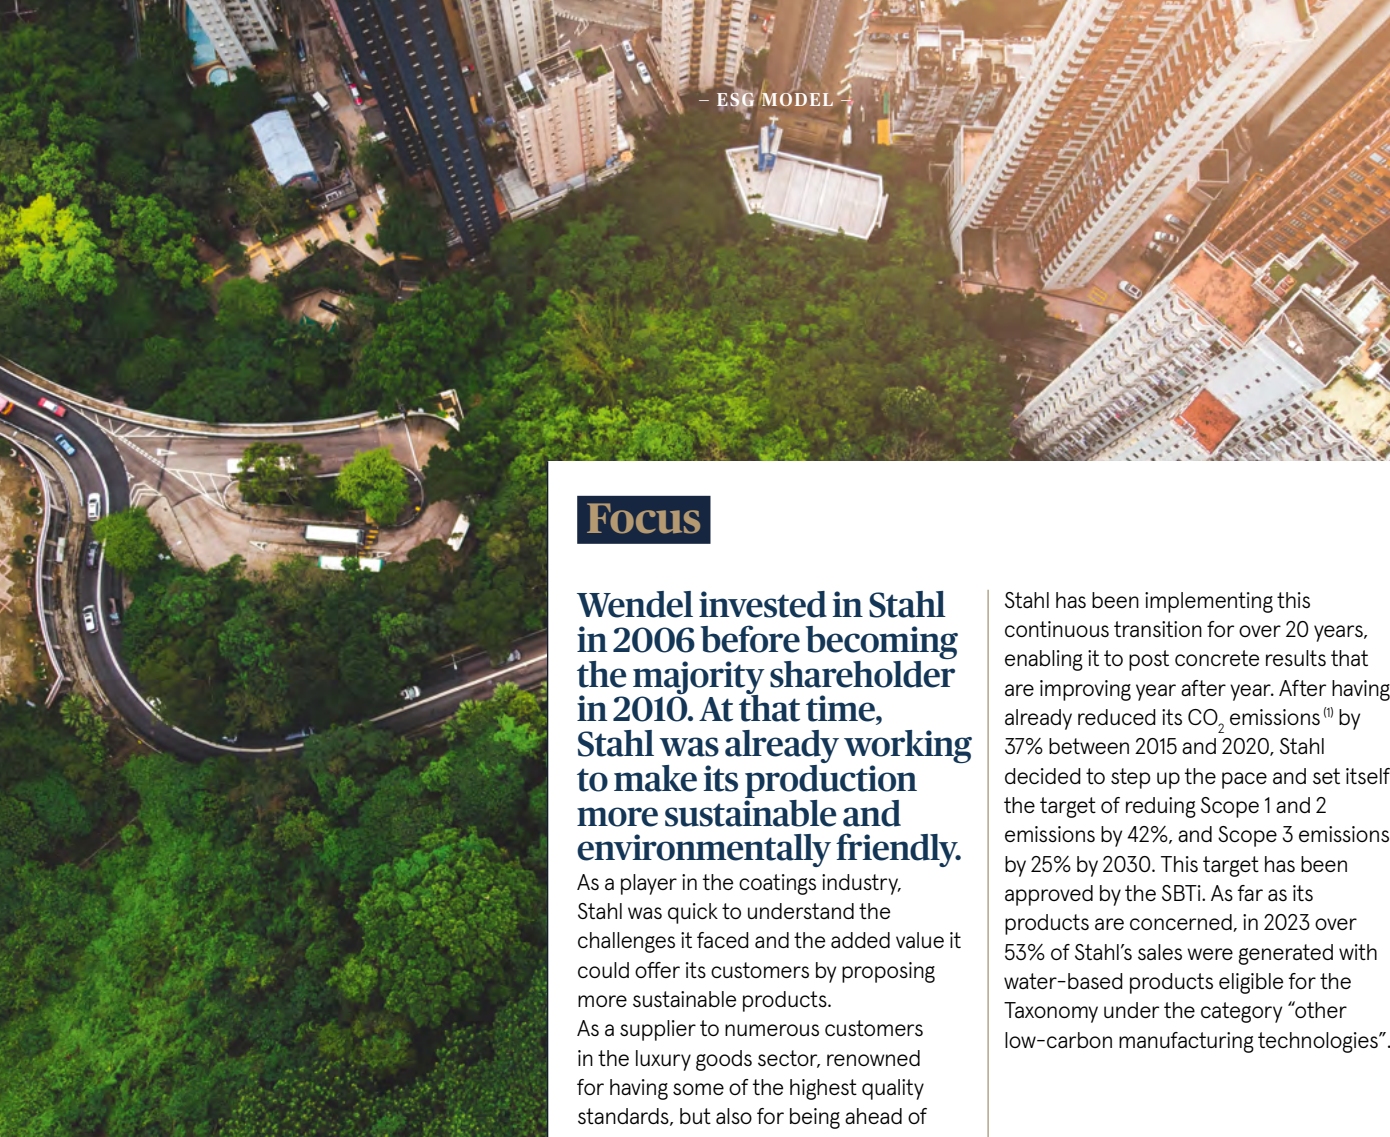 – ESG MODEL –
Focus
Wendel invested in Stahl
in 2006 before becoming
the majority shareholder
in 2010. At that time,
Stahl was already working
to make its production
more sustainable and
environmentally friendly.
As a player in the coatings industry,
Stahl was quick to understand the
challenges it faced and the added value it
could offer its customers by proposing
more sustainable products.
As a supplier to numerous customers
in the luxury goods sector, renowned
for having some of the highest quality
standards, but also for being ahead of
Stahl has been implementing this
continuous transition for over 20 years,
enabling it to post concrete results that
are improving year after year. After having
already reduced its CO₂ emissions ⁽¹⁾ by
37% between 2015 and 2020, Stahl
decided to step up the pace and set itself
the target of reduing Scope 1 and 2
emissions by 42%, and Scope 3 emissions
by 25% by 2030. This target has been
approved by the SBTi. As far as its
products are concerned, in 2023 over
53% of Stahl’s sales were generated with
water-based products eligible for the
Taxonomy under the category “other
low-carbon manufacturing technologies”.